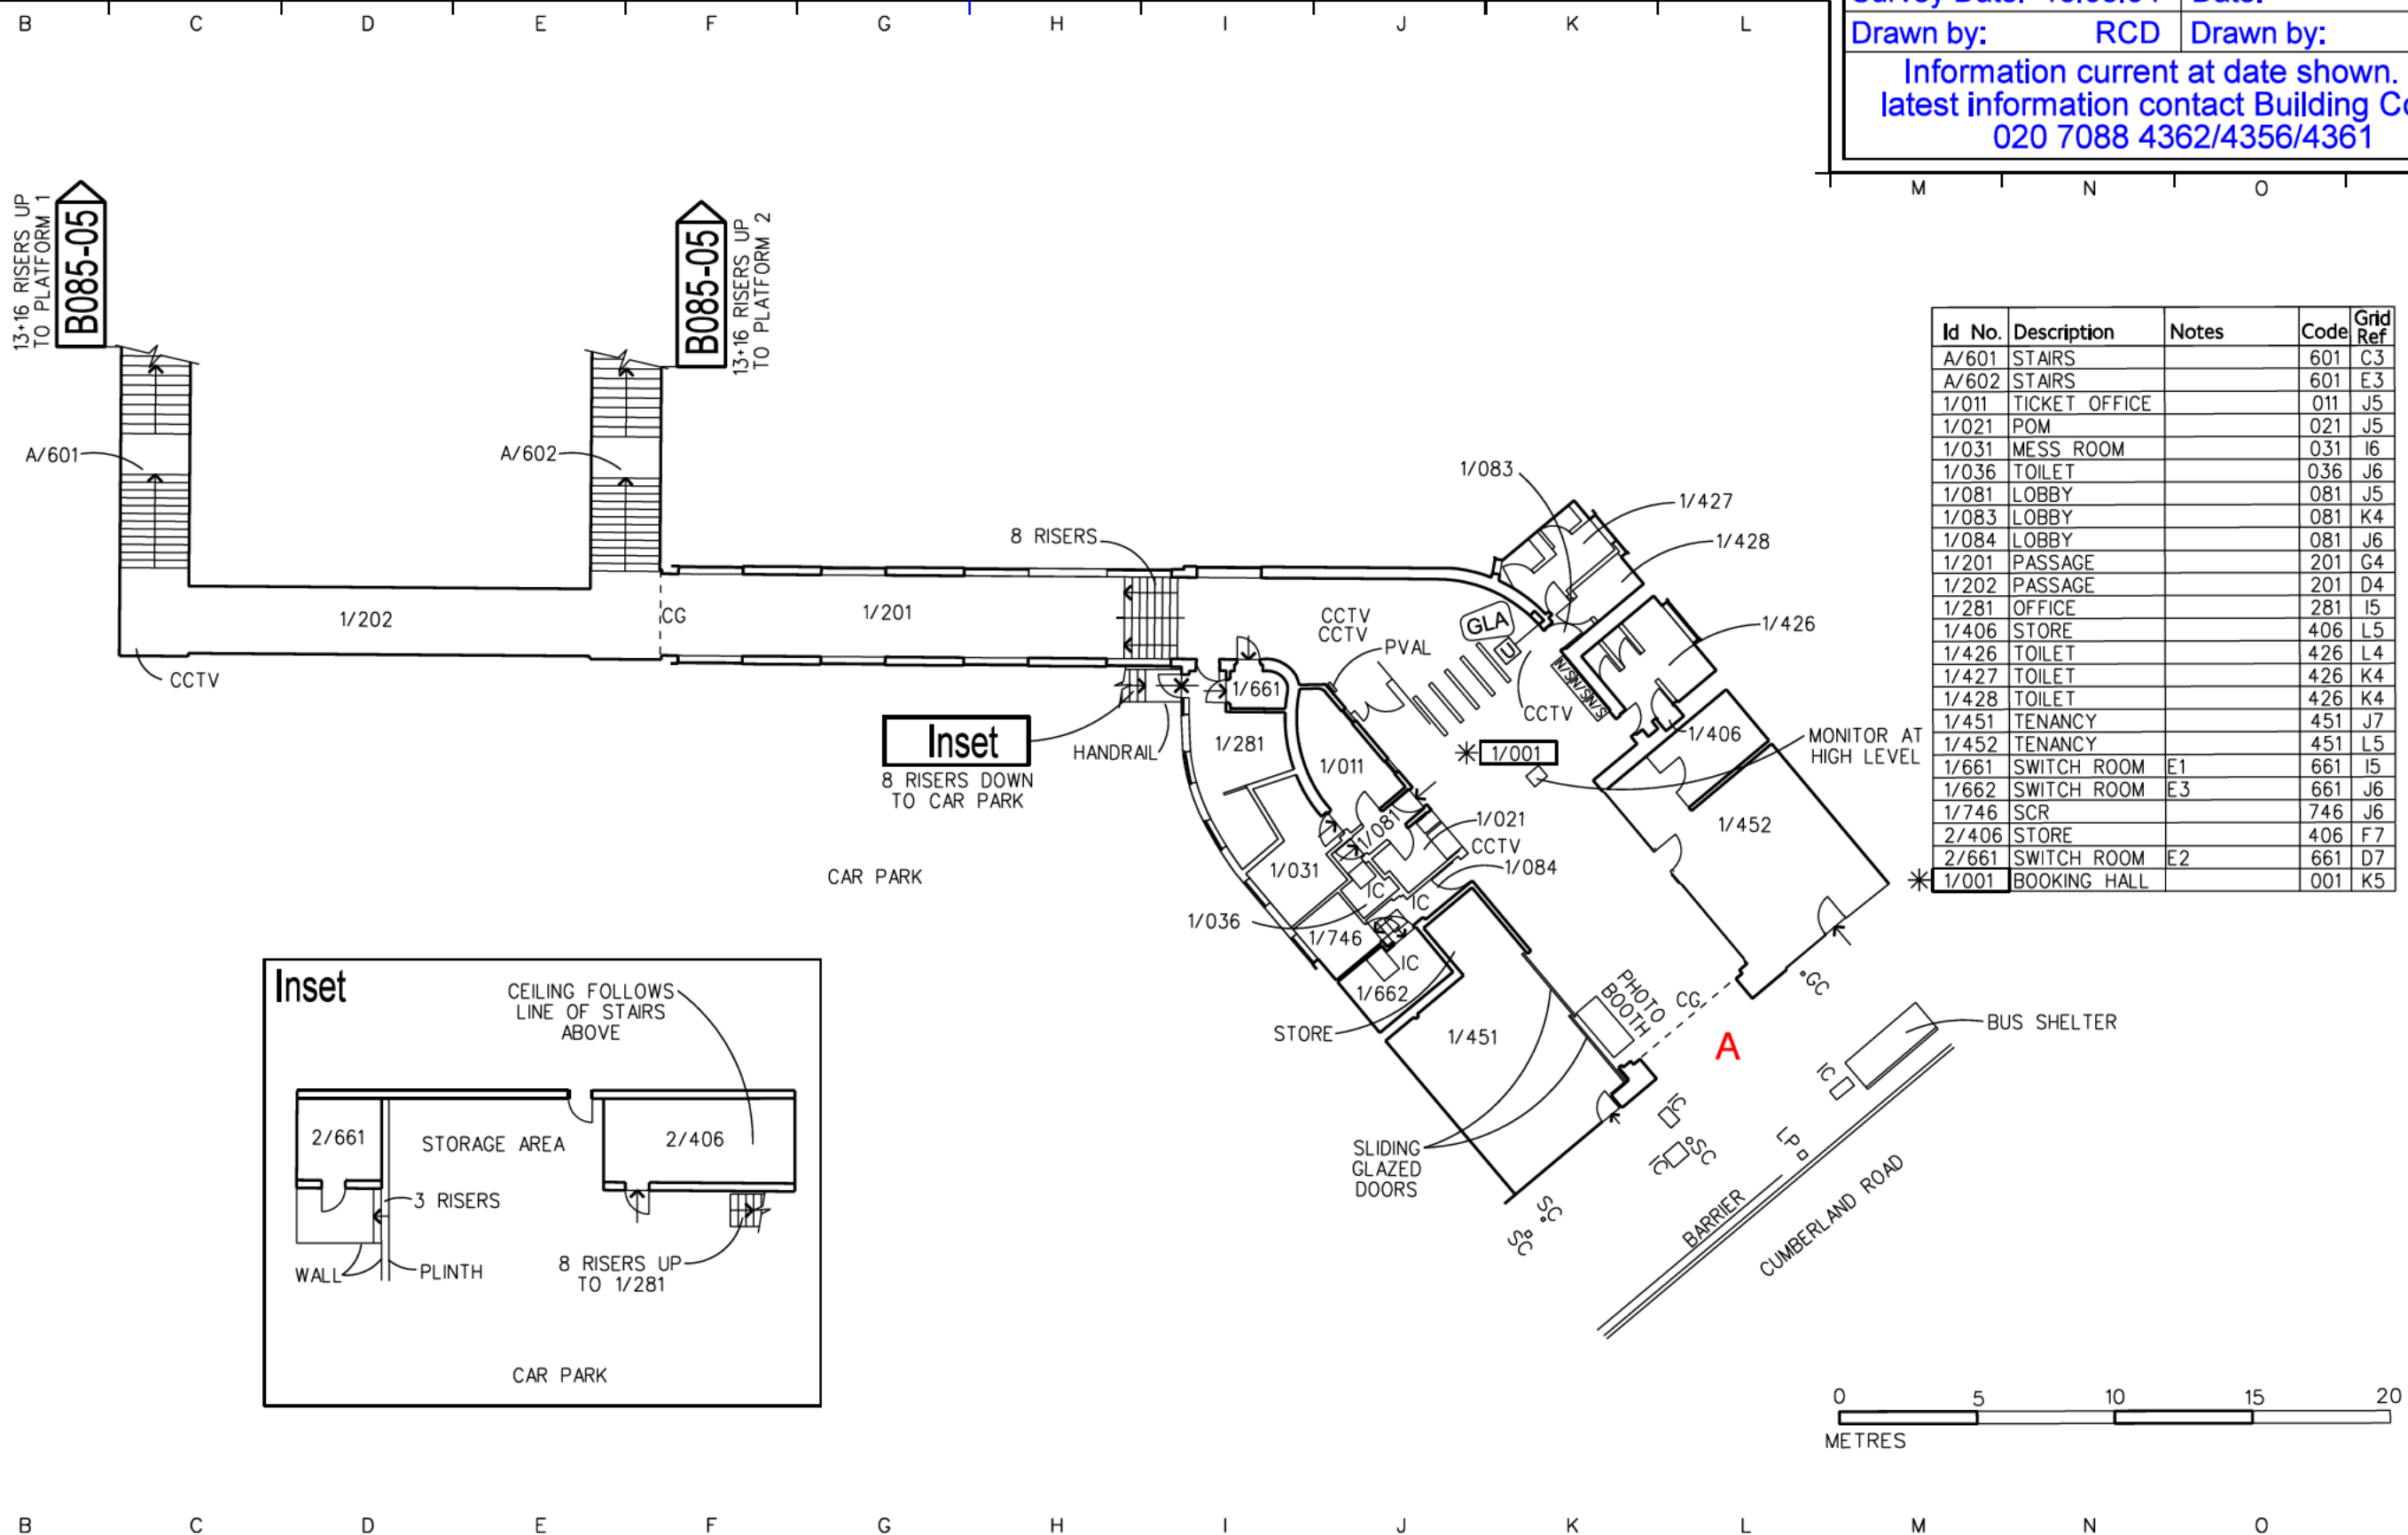 B C D E F G H I J K L
Drawn by: RCD Drawn by:
Information current at date shown.
latest information contact Building
020 7088 4362/4356/4361
M N O
13+16 RISERS UP
TO PLATFORM 1
B085-05
B085-05
13+16 RISERS UP
TO PLATFORM 2
A/601
A/602
1/202
CCTV
CG
1/201
8 RISERS
1/083
1/427
1/428
1/426
CCTV
CCTV
GLA
U
PVAL
CCTV
N/S
N/S
N/S
1/406
* 1/001
MONITOR AT
HIGH LEVEL
1/661
Inset
8 RISERS DOWN
TO CAR PARK
HANDRAIL
1/281
1/011
1/081
1/021
CCTV
1/084
1/452
CAR PARK
1/031
IC
IC
1/036
1/746
IC
1/662
STORE
1/451
PHOTO
BOOTH
CG
A
GC
BUS SHELTER
IC
IC
SC
IC
LP
SLIDING
GLAZED
DOORS
SC
SC
BARRIER
CUMBERLAND ROAD
Id No. Description Notes Code Grid Ref
A/601 STAIRS 601 C3
A/602 STAIRS 601 E3
1/011 TICKET OFFICE 011 J5
1/021 POM 021 J5
1/031 MESS ROOM 031 I6
1/036 TOILET 036 J6
1/081 LOBBY 081 J5
1/083 LOBBY 081 K4
1/084 LOBBY 081 J6
1/201 PASSAGE 201 G4
1/202 PASSAGE 201 D4
1/281 OFFICE 281 I5
1/406 STORE 406 L5
1/426 TOILET 426 L4
1/427 TOILET 426 K4
1/428 TOILET 426 K4
1/451 TENANCY 451 J7
1/452 TENANCY 451 L5
1/661 SWITCH ROOM E1 661 I5
1/662 SWITCH ROOM E3 661 J6
1/746 SCR 746 J6
2/406 STORE 406 F7
2/661 SWITCH ROOM E2 661 D7
* 1/001 BOOKING HALL 001 K5
Inset
CEILING FOLLOWS
LINE OF STAIRS
ABOVE
2/661
STORAGE AREA
2/406
3 RISERS
WALL
PLINTH
8 RISERS UP
TO 1/281
CAR PARK
0 5 10 15 20
METRES
B C D E F G H I J K L M N O